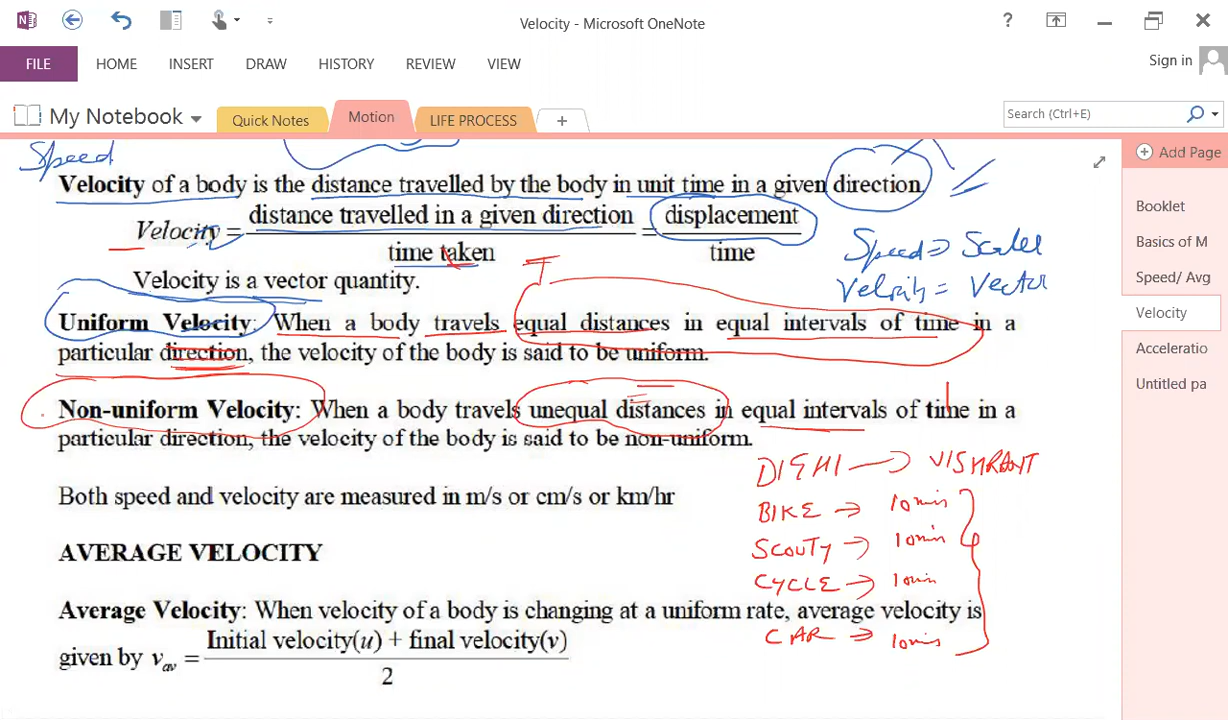 Velocity - Microsoft OneNote
?
FILE HOME INSERT DRAW HISTORY REVIEW VIEW
Sign in
My Notebook Quick Notes Motion LIFE PROCESS +
Search (Ctrl+E)
Add Page
Booklet
Basics of M
Speed/ Avg
Velocity
Acceleratio
Untitled pa
Speed
Velocity of a body is the distance travelled by the body in unit time in a given direction.
Velocity = distance travelled in a given direction / time taken = displacement / time
Velocity is a vector quantity.
Speed => Scaler
Velocity = Vector
Uniform Velocity: When a body travels equal distances in equal intervals of time in a
particular direction, the velocity of the body is said to be uniform.
Non-uniform Velocity: When a body travels unequal distances in equal intervals of time in a
particular direction, the velocity of the body is said to be non-uniform.
Both speed and velocity are measured in m/s or cm/s or km/hr
VISHRANT
BIKE → 10 min
SCOUTY → 10 min
CYCLE → 10 min
CAR → 10 min
AVERAGE VELOCITY
Average Velocity: When velocity of a body is changing at a uniform rate, average velocity is
given by vav = Initial velocity(u) + final velocity(v) / 2